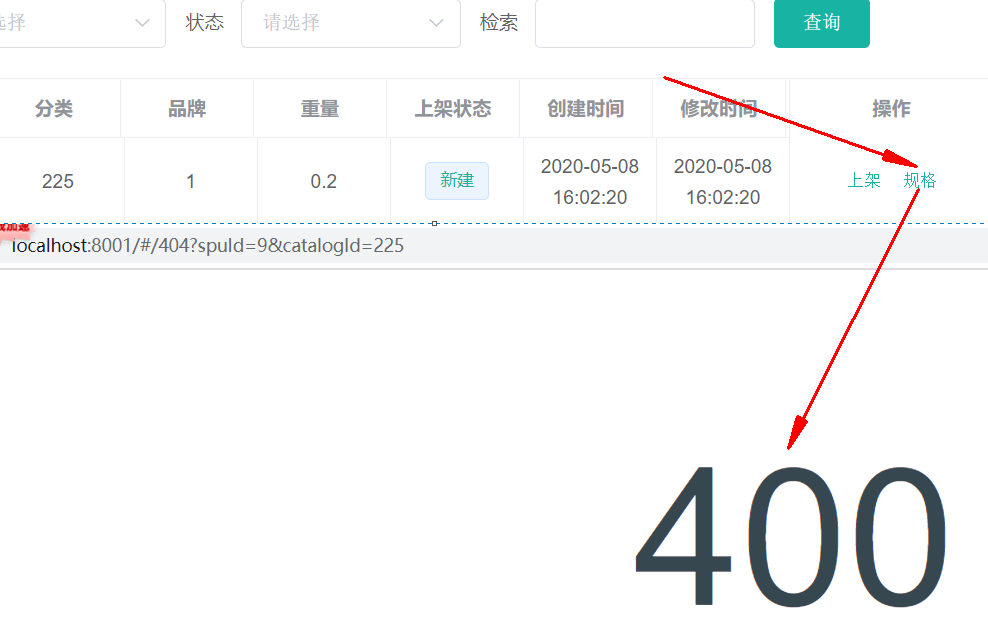 选择 状态 请选择 检索 查询
分类 品牌 重量 上架状态 创建时间 修改时间 操作
225 1 0.2 新建 2020-05-08 16:02:20 2020-05-08 16:02:20 上架 规格
加速
localhost:8001/#/404?spuId=9&catalogId=225
400